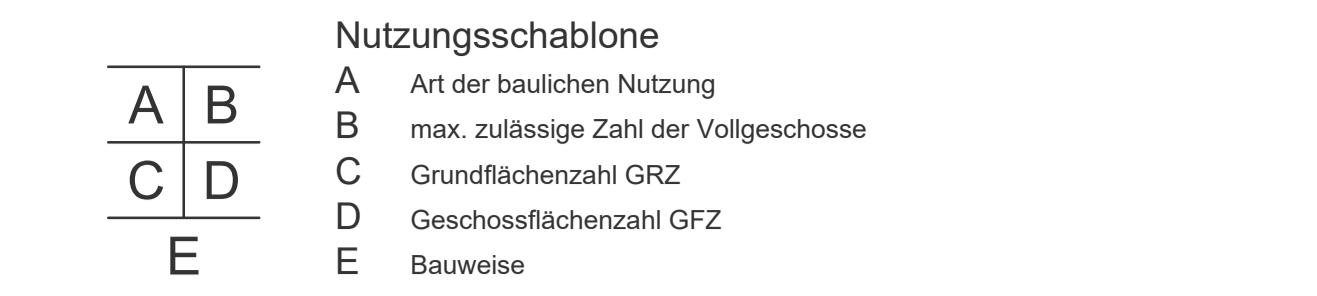 Nutzungsschablone
A B
C D
E
A Art der baulichen Nutzung
B max. zulässige Zahl der Vollgeschosse
C Grundflächenzahl GRZ
D Geschossflächenzahl GFZ
E Bauweise